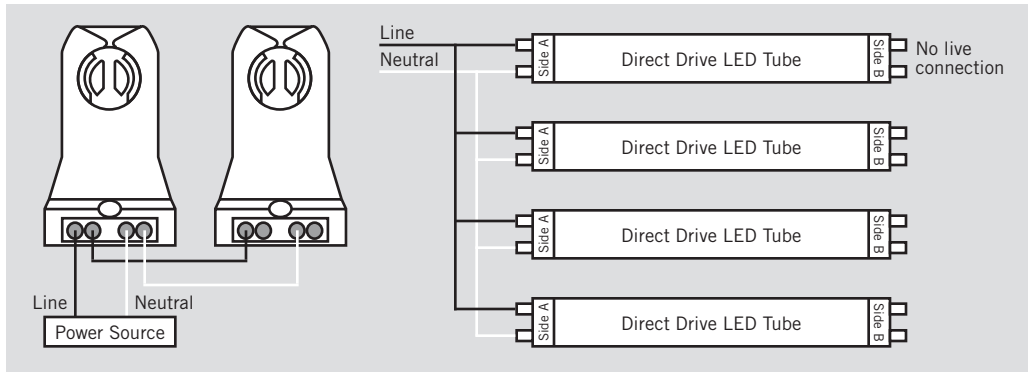 Line
Neutral
Power Source
Line
Neutral
Side A
Direct Drive LED Tube
Side B
No live
connection
Side A
Direct Drive LED Tube
Side B
Side A
Direct Drive LED Tube
Side B
Side A
Direct Drive LED Tube
Side B